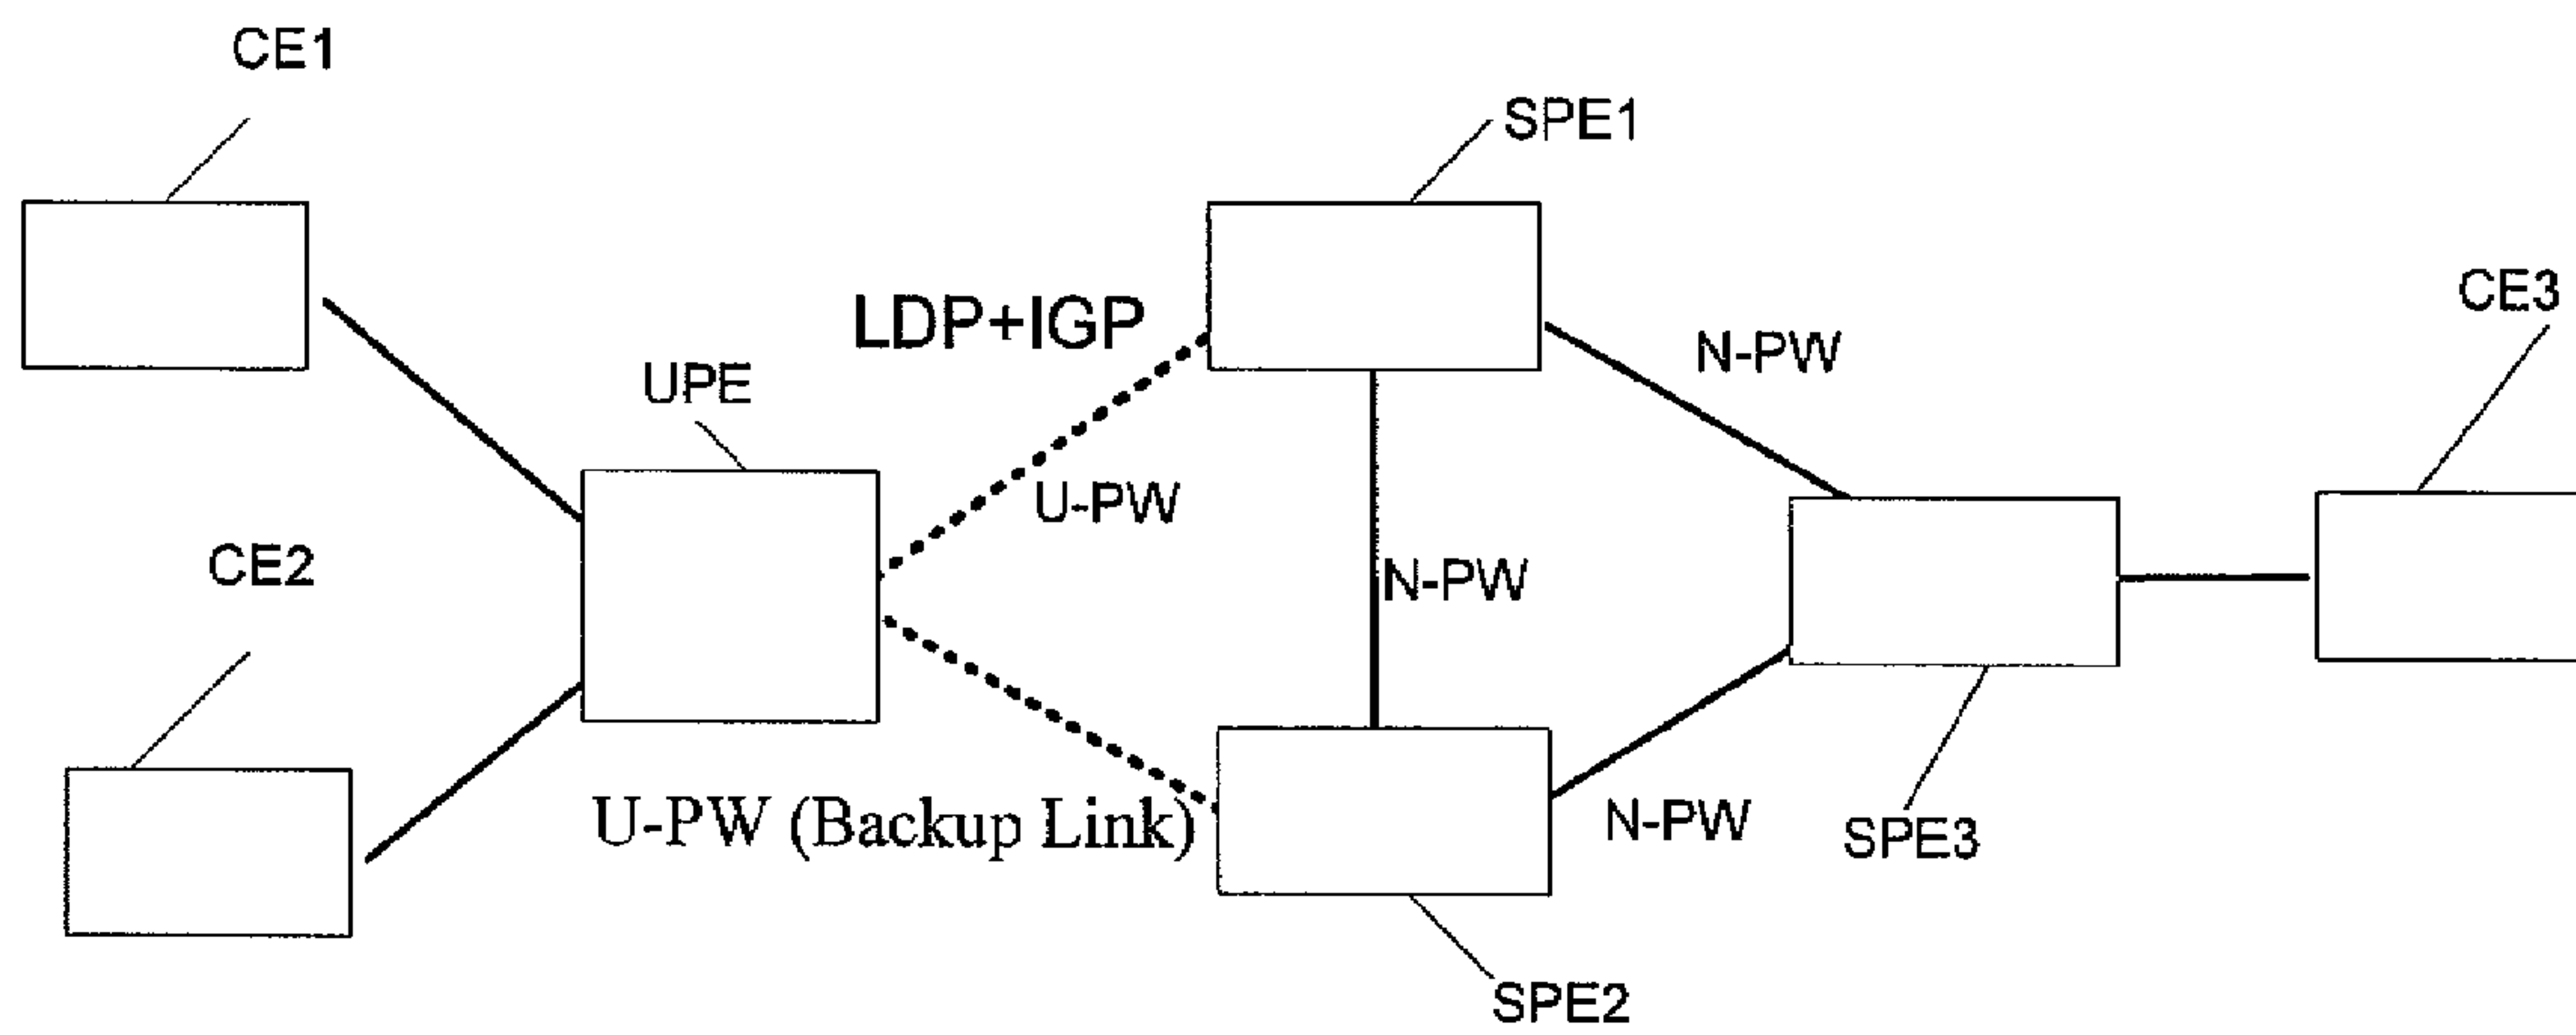 CE1
SPE1
CE3
LDP+IGP
N-PW
UPE
U-PW
CE2
N-PW
U-PW (Backup Link)
N-PW
SPE3
SPE2